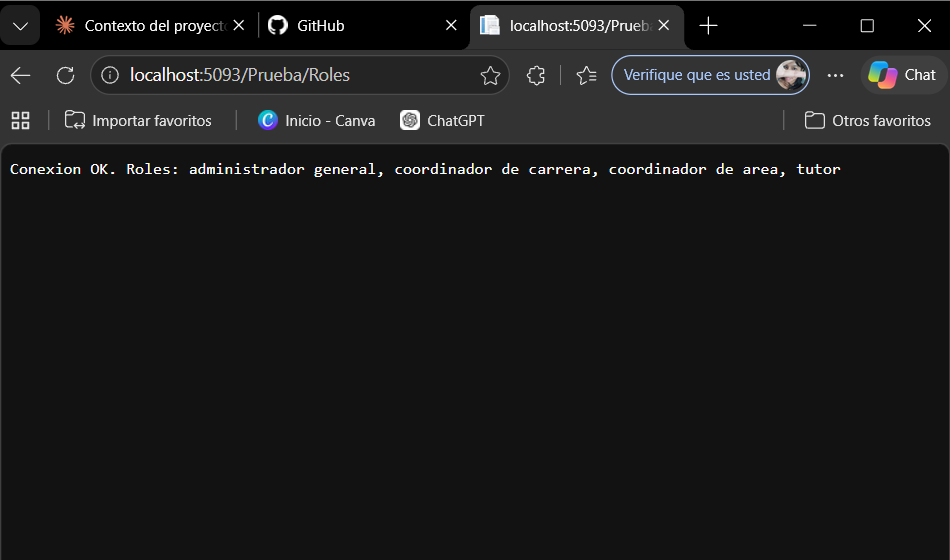 Contexto del proyect
GitHub
localhost:5093/Prueb
localhost:5093/Prueba/Roles
Verifique que es usted
Chat
Importar favoritos
Inicio - Canva
ChatGPT
Otros favoritos
Conexion OK. Roles: administrador general, coordinador de carrera, coordinador de area, tutor